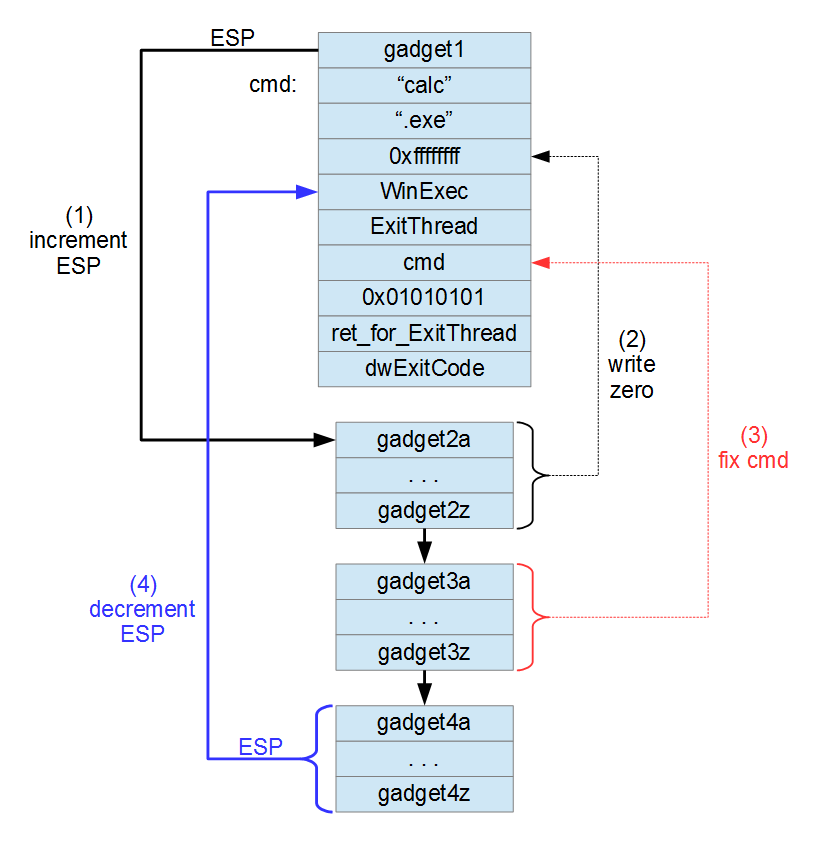 ESP
gadget1
cmd:
“calc”
“.exe”
0xffffffff
WinExec
ExitThread
cmd
0x01010101
ret_for_ExitThread
dwExitCode
(1)
increment
ESP
(2)
write
zero
gadget2a
. . .
gadget2z
(3)
fix cmd
gadget3a
. . .
gadget3z
(4)
decrement
ESP
ESP
gadget4a
. . .
gadget4z